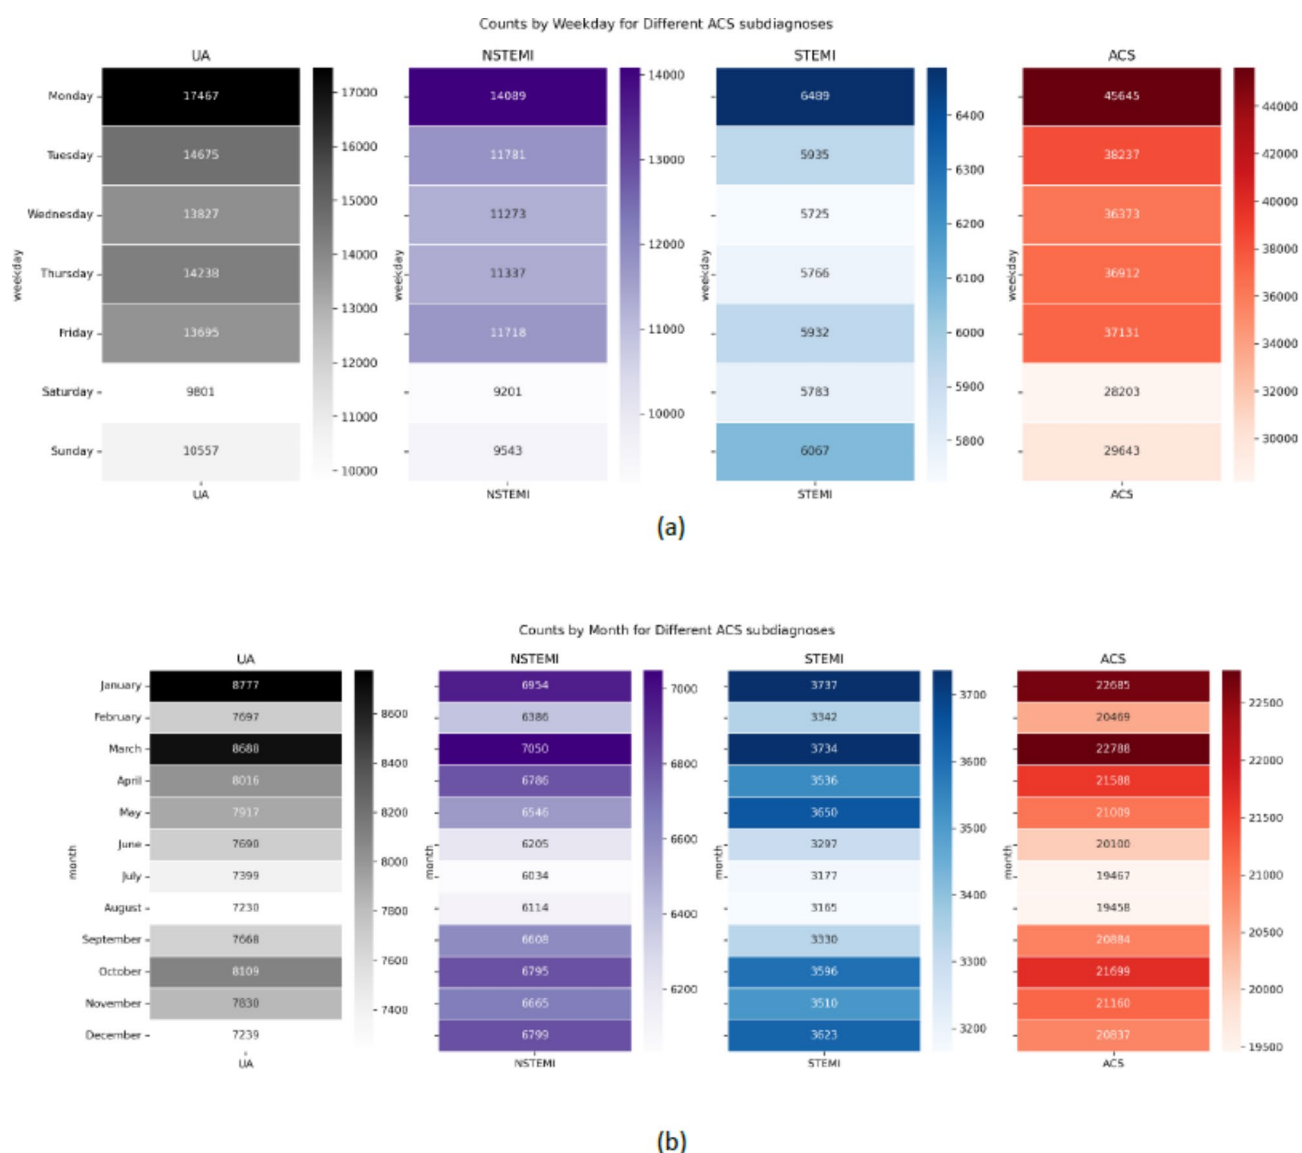 Counts by Weekday for Different ACS subdiagnoses
UA NSTEMI STEMI ACS
Monday 17467 17000 14089 14000 6489 6400 45645 44000
Tuesday 14675 16000 11781 13000 5935 6300 38237 42000
Wednesday 13827 15000 11273 12000 5725 6200 36373 40000
weekday Thursday 14238 14000 weekday 11337 weekday 5766 6100 weekday 36912 38000
Friday 13695 13000 11718 11000 5932 6000 37131 36000
12000 34000
Saturday 9801 11000 9201 10000 5783 5900 28203 32000
Sunday 10557 10000 9543 6067 5800 29643 30000
UA NSTEMI STEMI ACS
(a)
Counts by Month for Different ACS subdiagnoses
UA NSTEMI STEMI ACS
January 8777 6954 7000 3737 3700 22685 22500
February 7697 8600 6386 3342 20469
March 8688 8400 7050 6800 3734 3600 22788 22000
April 8016 6786 3536 21588
May 7917 8200 6546 6600 3650 3500 21009 21500
month June 7690 8000 month 6205 month 3297 month 20100 21000
July 7399 6034 3177 3400 19467
August 7230 7800 6114 6400 3165 19458 20500
September 7668 7600 6608 3330 3300 20884
October 8109 6795 6200 3596 21699 20000
November 7830 7400 6665 3510 3200 21160
December 7239 6799 3623 20837 19500
UA NSTEMI STEMI ACS
(b)